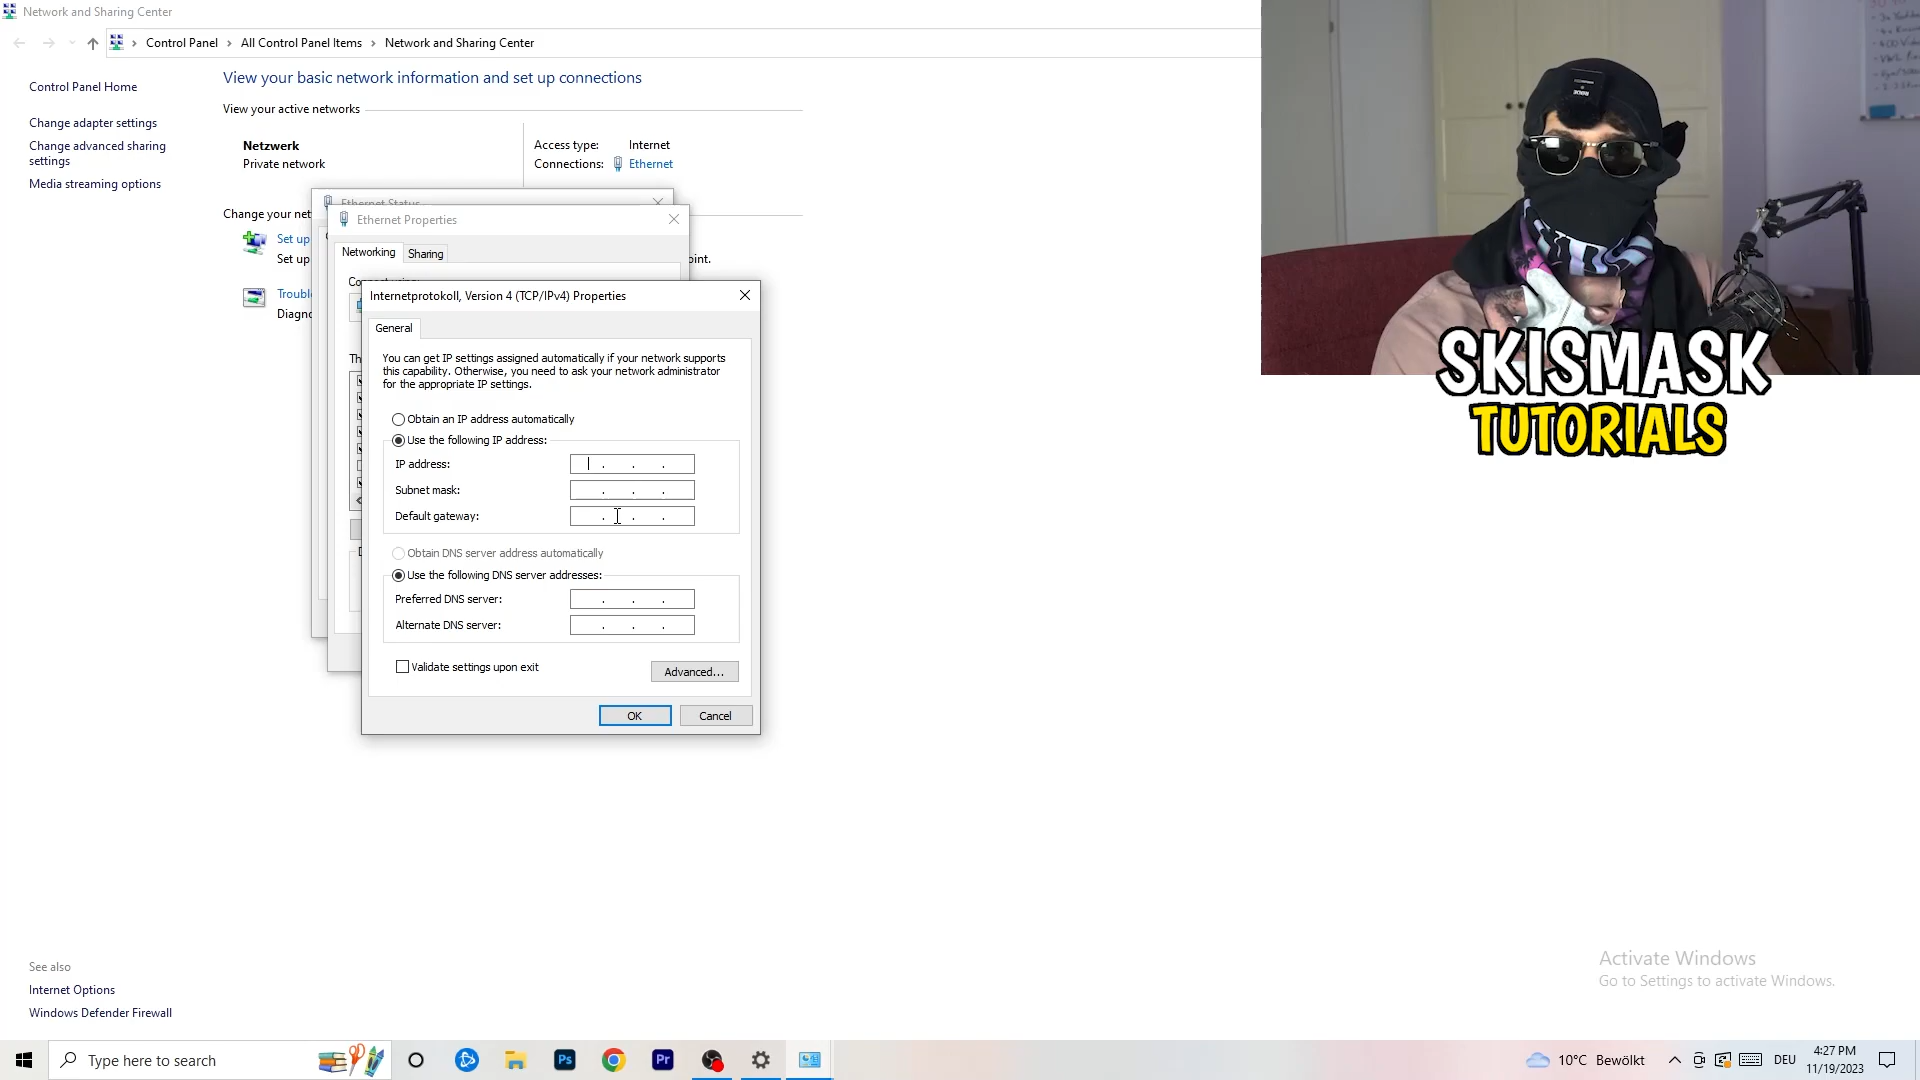 Network and Sharing Center
Control Panel › All Control Panel Items › Network and Sharing Center
Control Panel Home
Change adapter settings
Change advanced sharing
settings
Media streaming options
View your basic network information and set up connections
View your active networks
Netzwerk
Private network
Access type: Internet
Connections: Ethernet
Change your net
Set up
Set up
oint.
Troubl
Diagno
Ethernet Status
Ethernet Properties
Networking
Sharing
Internetprotokoll, Version 4 (TCP/IPv4) Properties
General
You can get IP settings assigned automatically if your network supports
this capability. Otherwise, you need to ask your network administrator
for the appropriate IP settings.
Obtain an IP address automatically
Use the following IP address:
IP address:
Subnet mask:
Default gateway:
Obtain DNS server address automatically
Use the following DNS server addresses:
Preferred DNS server:
Alternate DNS server:
Validate settings upon exit
Advanced...
OK
Cancel
SKISMASK
TUTORIALS
RODE
See also
Internet Options
Windows Defender Firewall
Activate Windows
Go to Settings to activate Windows.
Type here to search
Ps
Pr
10°C Bewölkt
DEU
4:27 PM
11/19/2023